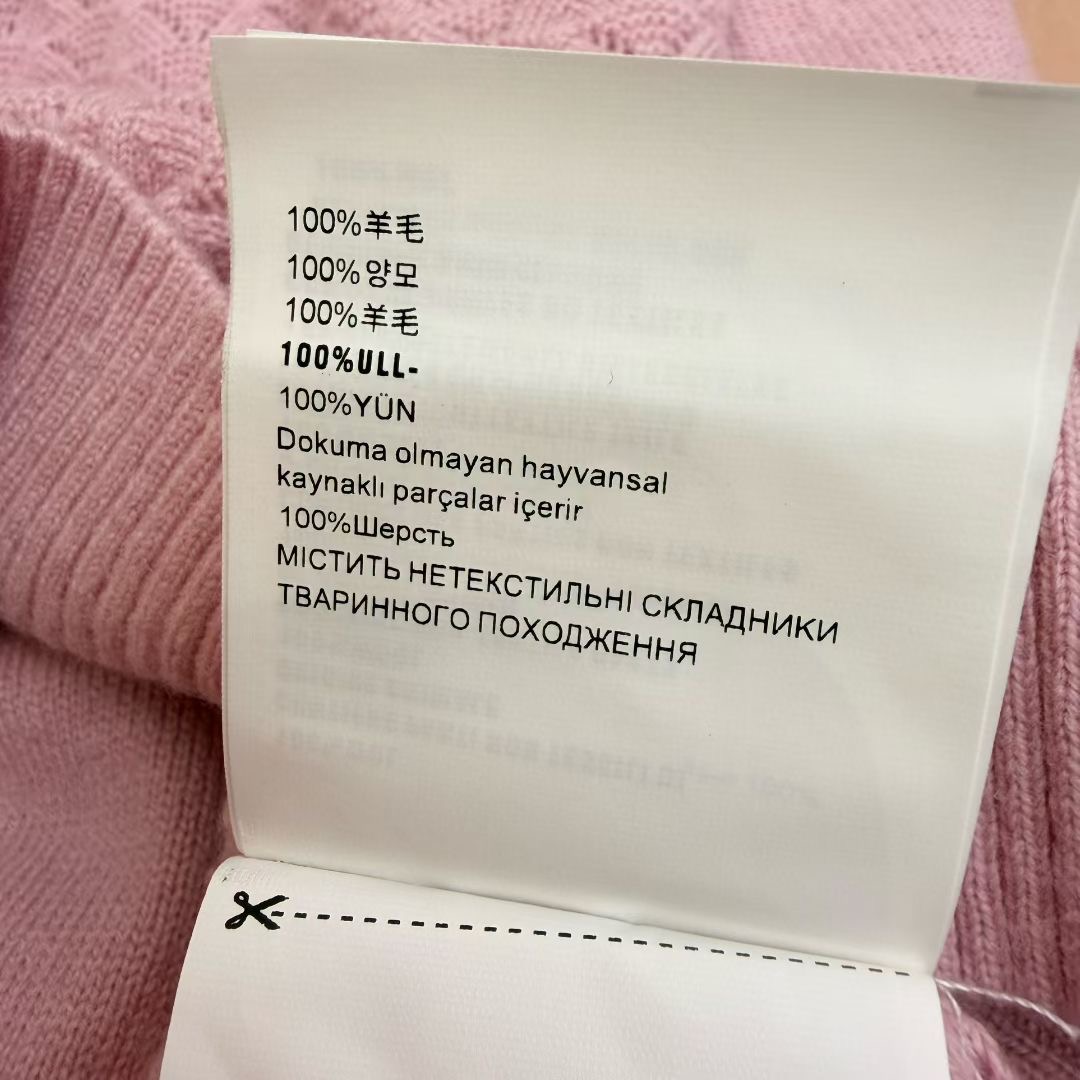 100%羊毛
100%양모
100%羊毛
100%ULL-
100%YÜN
Dokuma olmayan hayvansal
kaynaklı parçalar içerir
100%Шерсть
МІСТИТЬ НЕТЕКСТИЛЬНІ СКЛАДНИКИ
ТВАРИННОГО ПОХОДЖЕННЯ